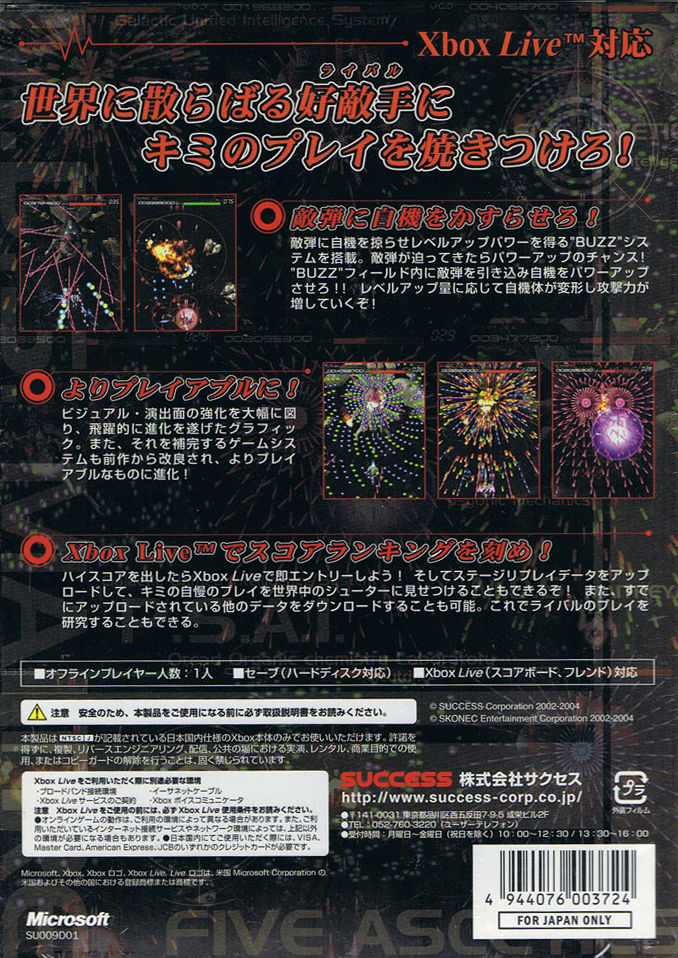 Galactic Unified Intelligence System
Xbox Live™対応
ライバル
世界に散らばる好敵手に
キミのプレイを焼きつけろ！
敵弾に自機をかすらせろ！
敵弾に自機を掠らせレベルアップパワーを得る"BUZZ"シス
テムを搭載。敵弾が迫ってきたらパワーアップのチャンス！
"BUZZ"フィールド内に敵弾を引き込み自機をパワーアップ
させろ！！ レベルアップ量に応じて自機体が変形し攻撃力が
増していくぞ！
よりプレイアブルに！
ビジュアル・演出面の強化を大幅に図
り、飛躍的に進化を遂げたグラフィッ
ク。また、それを補完するゲームシス
テムも前作から改良され、よりプレイ
アブルなものに進化！
Xbox Live™でスコアランキングを刻め！
ハイスコアを出したらXbox Liveで即エントリーしよう！ そしてステージリプレイデータをアップ
ロードして、キミの自慢のプレイを世界中のシューターに見せつけることもできるぞ！ また、すで
にアップロードされている他のデータをダウンロードすることも可能。これでライバルのプレイを
研究することもできる。
■オフラインプレイヤー人数：1人 ■セーブ（ハードディスク対応） ■Xbox Live（スコアボード、フレンド）対応
注意 安全のため、本製品をご使用になる前に必ず取扱説明書をお読みください。
© SUCCESS Corporation 2002-2004
© SKONEC Entertainment Corporation 2002-2004
本製品は NTSC J が記載されている日本国内仕様のXbox本体のみでお使いいただけます。許諾を
得ずに、複製、リバースエンジニアリング、配信、公共の場における実演、レンタル、商業目的での使
用、またはコピーガードの解除を行うことは、固く禁じられています。
Xbox Live をご利用いただく際に別途必要な環境
・ブロードバンド接続環境 ・イーサネットケーブル
・Xbox Live サービスのご契約 ・Xbox ボイスコミュニケータ
注意 Xbox Live をご使用の前には、必ず Xbox Live 使用条件をお読みください。
●オンラインゲームの動作は、ご利用の環境によって異なる場合があります。また、ご利
用いただいているインターネット接続サービスやネットワーク環境によっては、上記以外
の環境が必要になる場合もあります。●日本国内にてご使用いただく際には、VISA、
Master Card, American Express, JCBのいずれかのクレジットカードが必要です。
SUCCESS 株式会社サクセス
http://www.success-corp.co.jp/
●〒141-0031 東京都品川区西五反田7-9-5 成栄ビル2F
●TEL：052-760-3220（ユーザーテレフォン）
●受付時間：月曜日～金曜日（祝日を除く）10：00～12：30 / 13：30～16：00
プラ
外装フィルム
Microsoft、Xbox、Xbox ロゴ、Xbox Live、Live ロゴは、米国 Microsoft Corporation の
米国およびその他の国における登録商標または商標です。
Microsoft
SU009D01
4 944076 003724
FOR JAPAN ONLY
FIVE ASCETICS